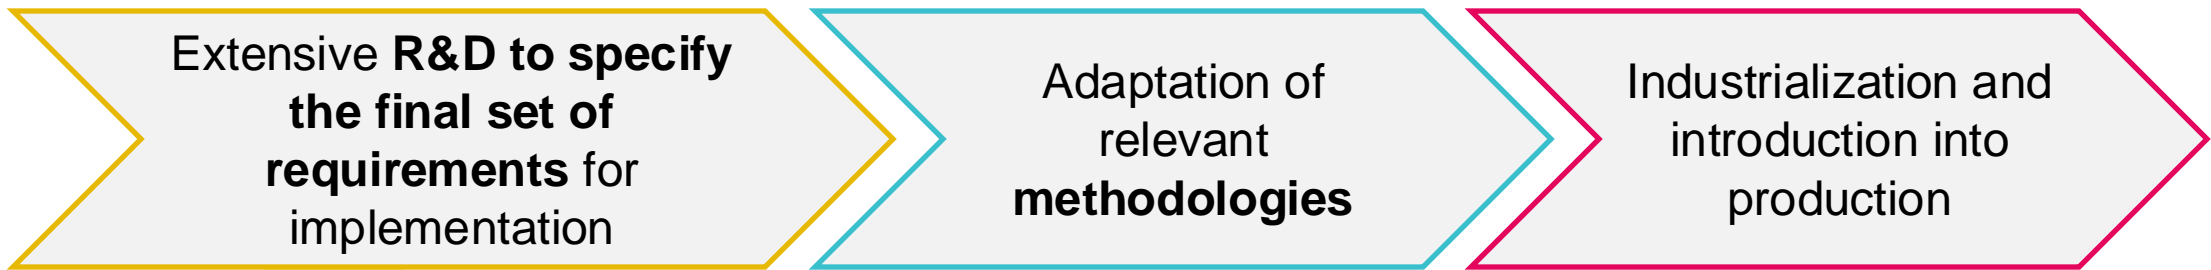 Extensive R&D to specify
the final set of
requirements for
implementation
Adaptation of
relevant
methodologies
Industrialization and
introduction into
production